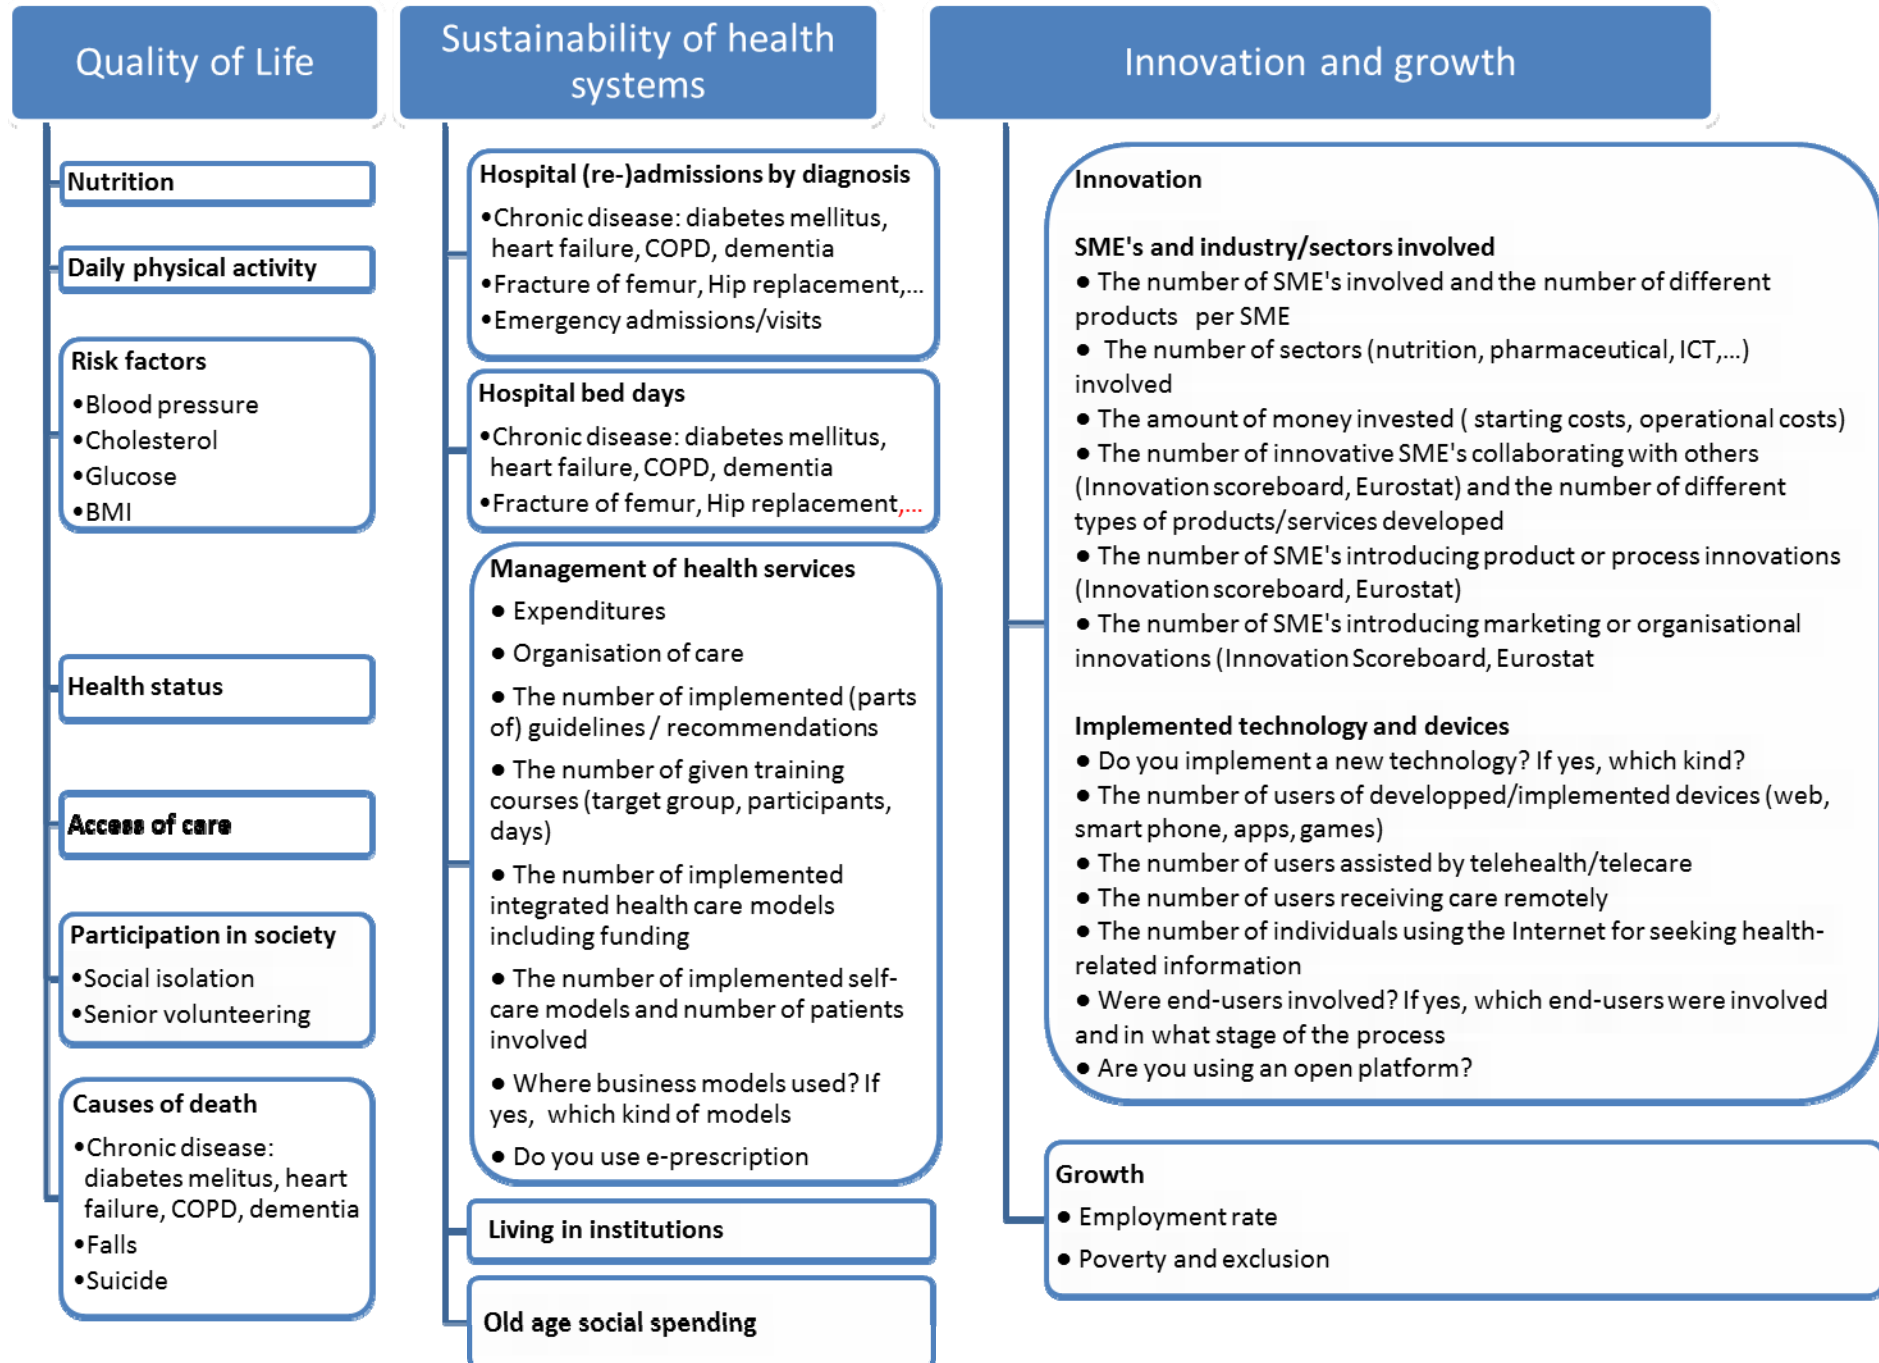 Quality of Life
Nutrition
Daily physical activity
Risk factors
•Blood pressure
•Cholesterol
•Glucose
•BMI
Health status
Access of care
Participation in society
•Social isolation
•Senior volunteering
Causes of death
•Chronic disease:
diabetes melitus, heart
failure, COPD, dementia
•Falls
•Suicide
Sustainability of health
systems
Hospital (re-)admissions by diagnosis
•Chronic disease: diabetes mellitus,
heart failure, COPD, dementia
•Fracture of femur, Hip replacement,...
•Emergency admissions/visits
Hospital bed days
•Chronic disease: diabetes mellitus,
heart failure, COPD, dementia
•Fracture of femur, Hip replacement,...
Management of health services
● Expenditures
● Organisation of care
● The number of implemented (parts
of) guidelines / recommendations
● The number of given training
courses (target group, participants,
days)
● The number of implemented
integrated health care models
including funding
● The number of implemented self-
care models and number of patients
involved
● Where business models used? If
yes, which kind of models
● Do you use e-prescription
Living in institutions
Old age social spending
Innovation and growth
Innovation
SME's and industry/sectors involved
● The number of SME's involved and the number of different
products per SME
● The number of sectors (nutrition, pharmaceutical, ICT,...)
involved
● The amount of money invested ( starting costs, operational costs)
● The number of innovative SME's collaborating with others
(Innovation scoreboard, Eurostat) and the number of different
types of products/services developed
● The number of SME's introducing product or process innovations
(Innovation scoreboard, Eurostat)
● The number of SME's introducing marketing or organisational
innovations (Innovation Scoreboard, Eurostat
Implemented technology and devices
● Do you implement a new technology? If yes, which kind?
● The number of users of developped/implemented devices (web,
smart phone, apps, games)
● The number of users assisted by telehealth/telecare
● The number of users receiving care remotely
● The number of individuals using the Internet for seeking health-
related information
● Were end-users involved? If yes, which end-users were involved
and in what stage of the process
● Are you using an open platform?
Growth
● Employment rate
● Poverty and exclusion